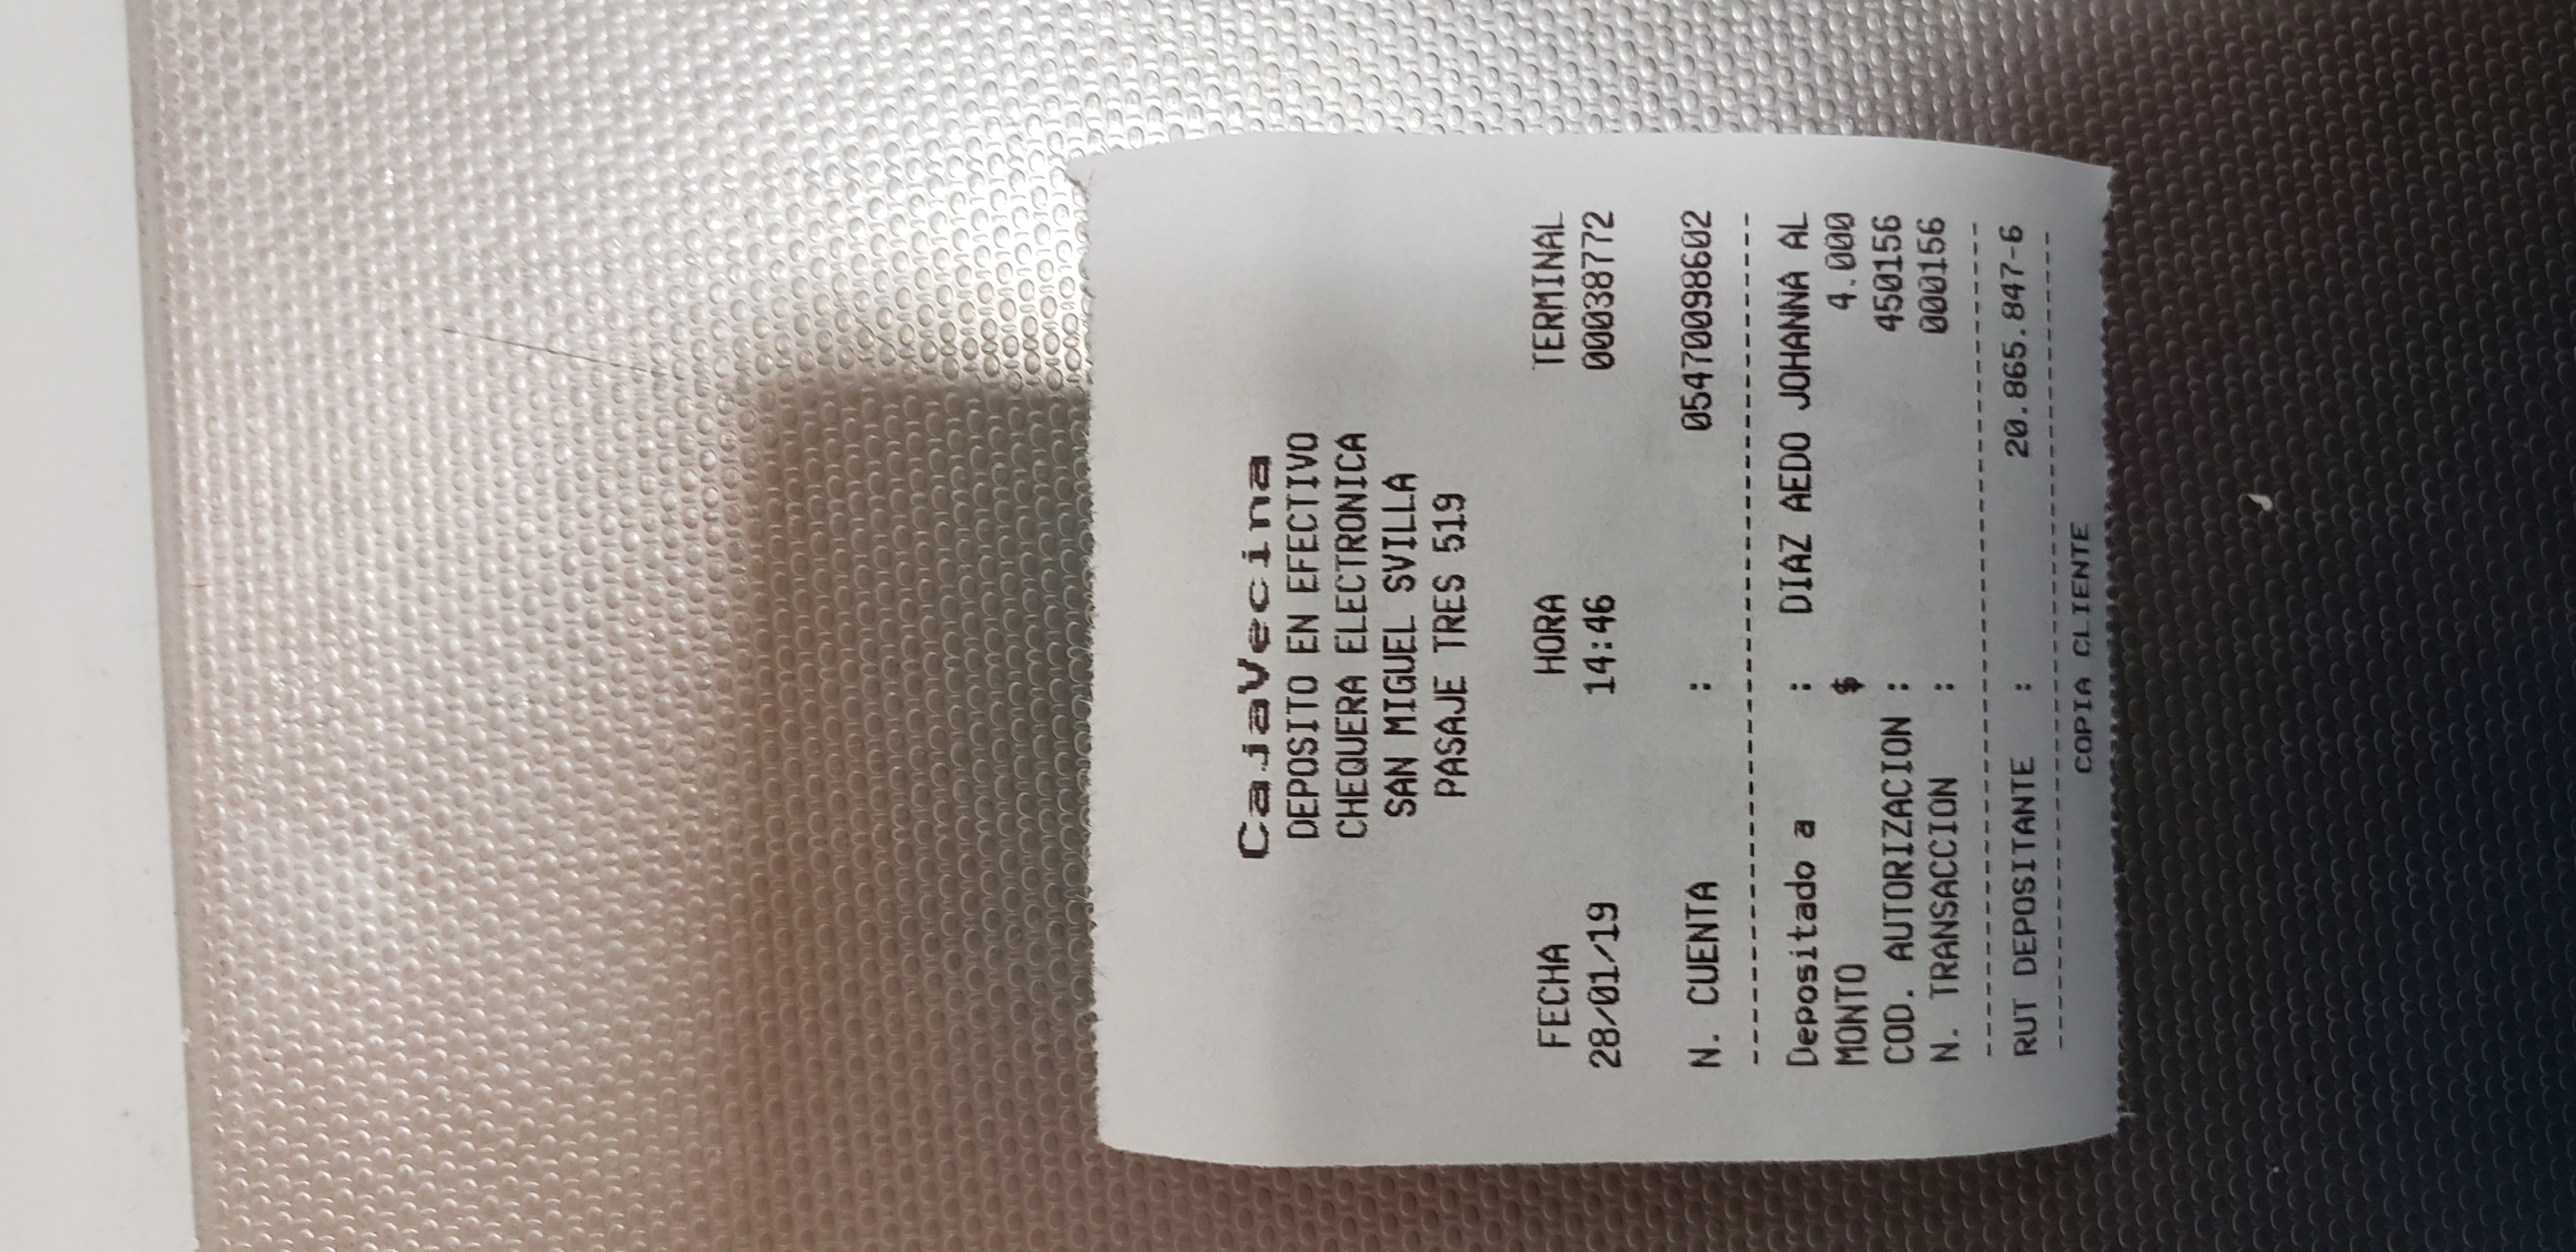 CajaVecina
DEPOSITO EN EFECTIVO
CHEQUERA ELECTRONICA
SAN MIGUEL SVILLA
PASAJE TRES 519
FECHA HORA TERMINAL
28/01/19 14:46 00038772
N. CUENTA : 05470098602
----------------------------------------
Depositado a : DIAZ AEDO JOHANNA AL
MONTO $ 4.000
COD. AUTORIZACION : 450156
N. TRANSACCION : 000156
----------------------------------------
RUT DEPOSITANTE : 20.865.847-6
----------------------------------------
COPIA CLIENTE